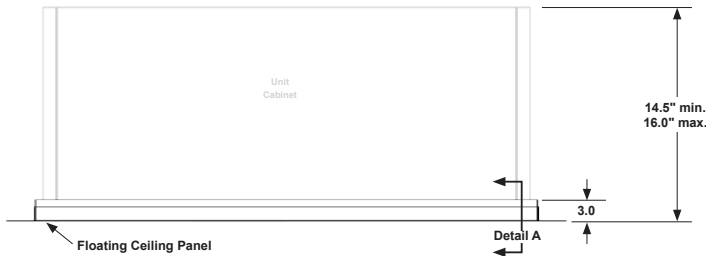 Unit
Cabinet
14.5" min.
16.0" max.
3.0
Detail A
Floating Ceiling Panel